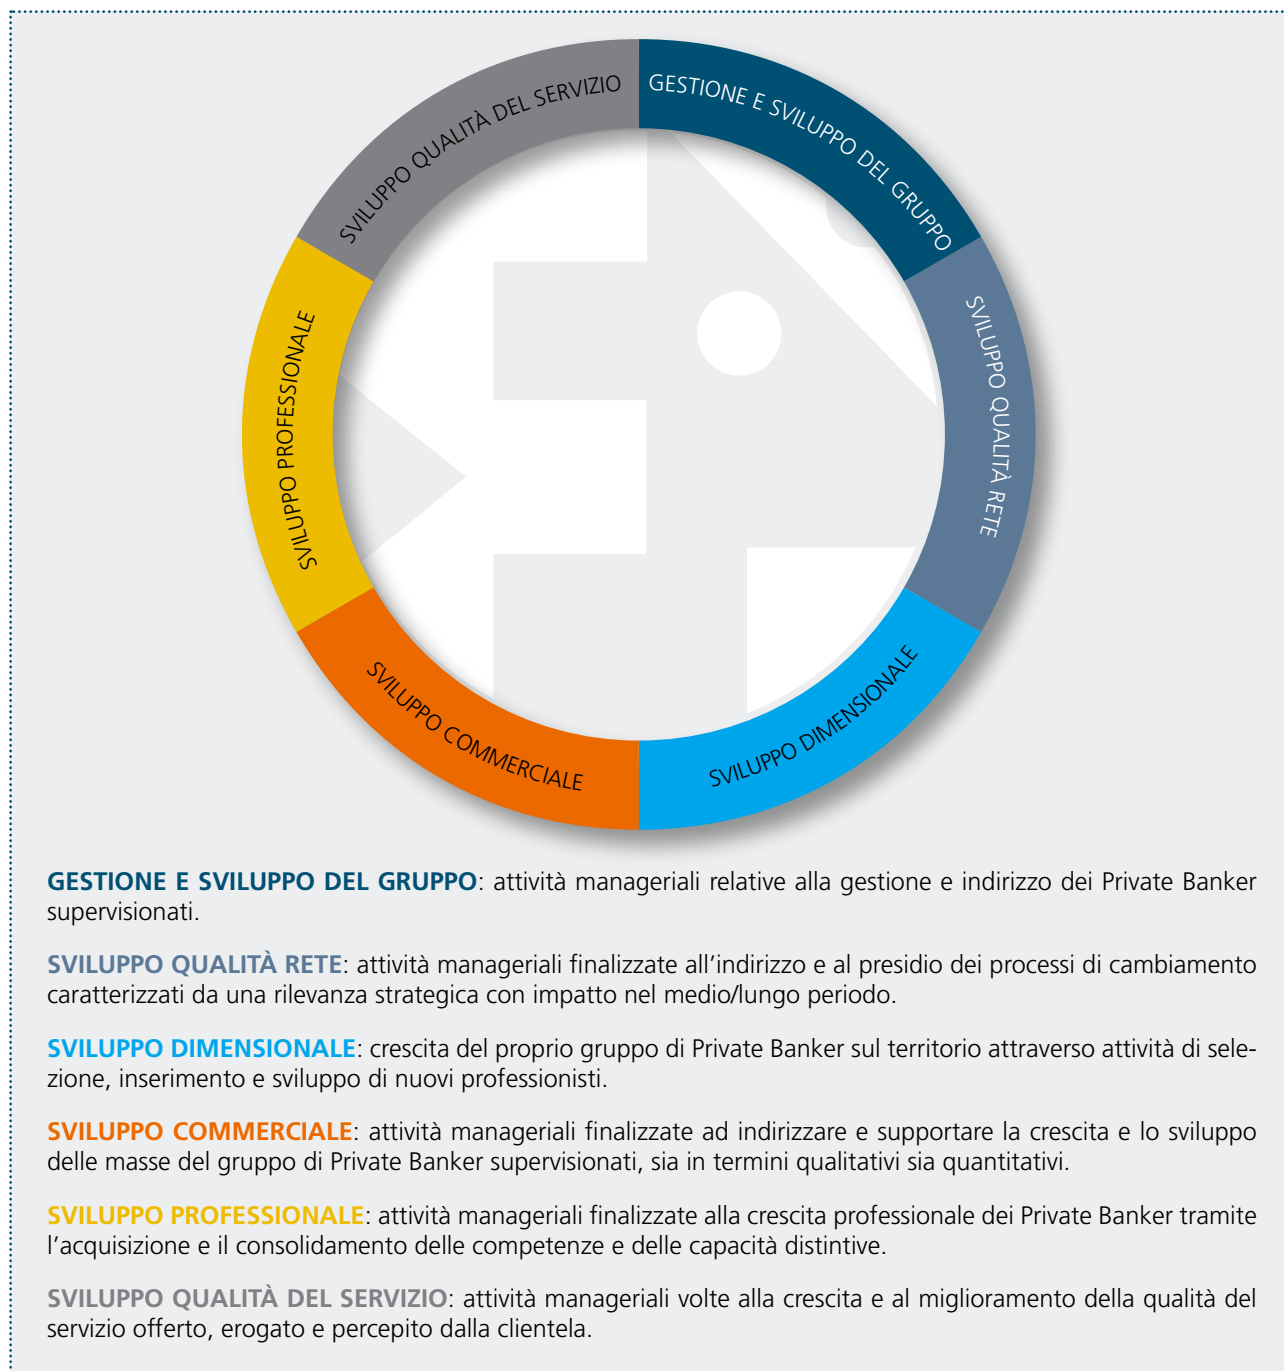 SVILUPPO QUALITÀ DEL SERVIZIO
GESTIONE E SVILUPPO DEL GRUPPO
SVILUPPO QUALITÀ RETE
SVILUPPO DIMENSIONALE
SVILUPPO COMMERCIALE
SVILUPPO PROFESSIONALE
GESTIONE E SVILUPPO DEL GRUPPO: attività manageriali relative alla gestione e indirizzo dei Private Banker
supervisionati.
SVILUPPO QUALITÀ RETE: attività manageriali finalizzate all’indirizzo e al presidio dei processi di cambiamento
caratterizzati da una rilevanza strategica con impatto nel medio/lungo periodo.
SVILUPPO DIMENSIONALE: crescita del proprio gruppo di Private Banker sul territorio attraverso attività di sele-
zione, inserimento e sviluppo di nuovi professionisti.
SVILUPPO COMMERCIALE: attività manageriali finalizzate ad indirizzare e supportare la crescita e lo sviluppo
delle masse del gruppo di Private Banker supervisionati, sia in termini qualitativi sia quantitativi.
SVILUPPO PROFESSIONALE: attività manageriali finalizzate alla crescita professionale dei Private Banker tramite
l’acquisizione e il consolidamento delle competenze e delle capacità distintive.
SVILUPPO QUALITÀ DEL SERVIZIO: attività manageriali volte alla crescita e al miglioramento della qualità del
servizio offerto, erogato e percepito dalla clientela.